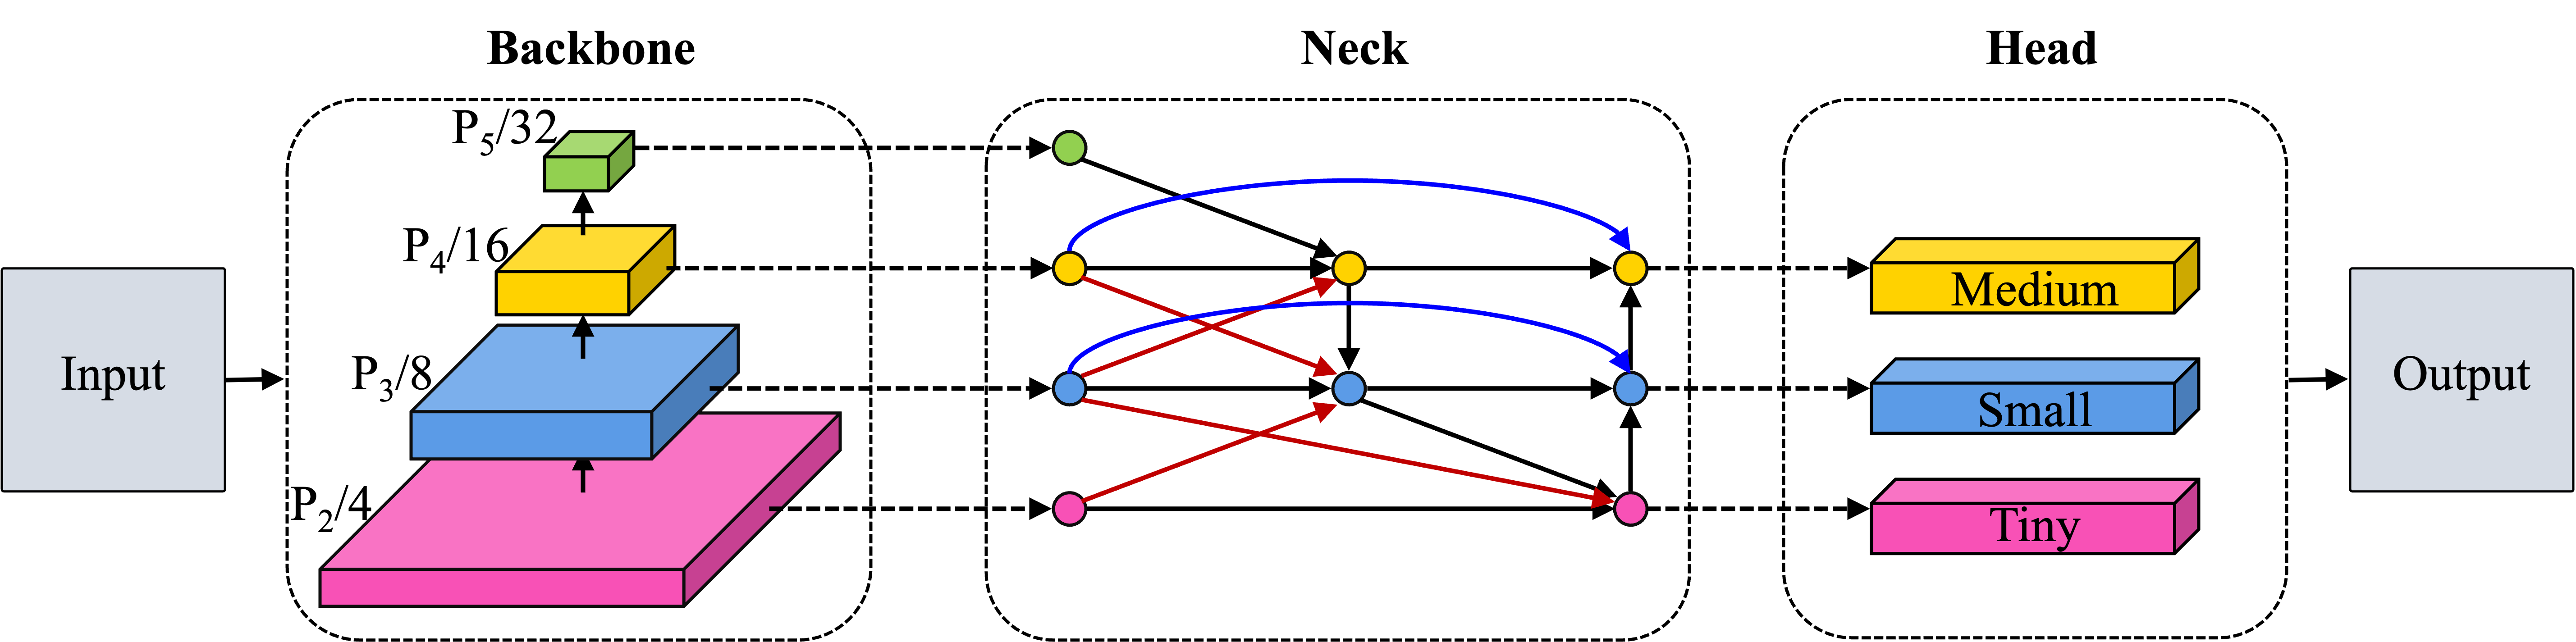 Backbone
Neck
Head
P5/32
P4/16
P3/8
P2/4
Input
Medium
Small
Tiny
Output